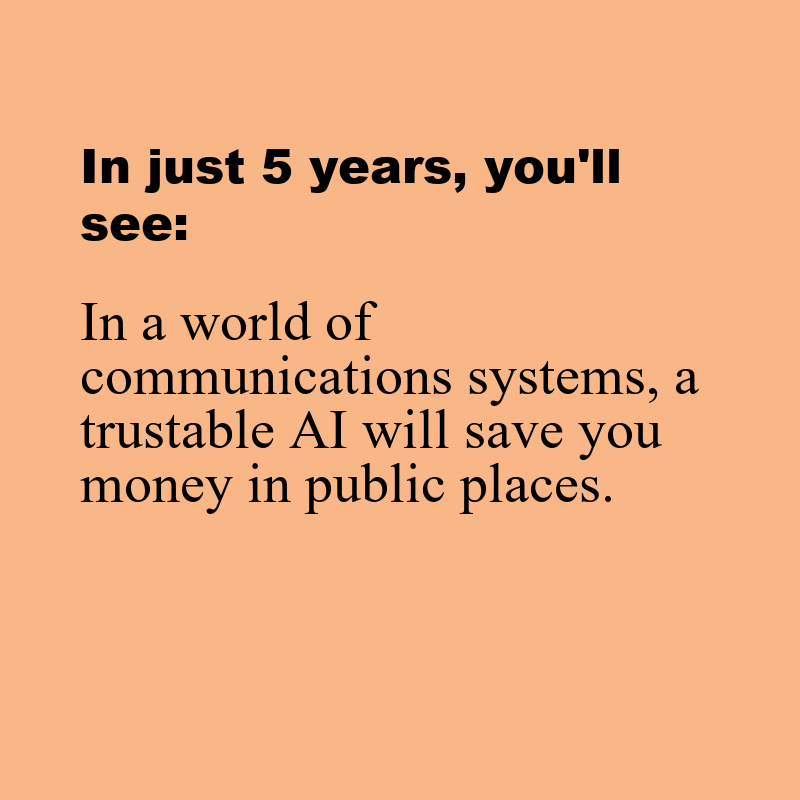 In just 5 years, you'll
see:
In a world of
communications systems, a
trustable AI will save you
money in public places.